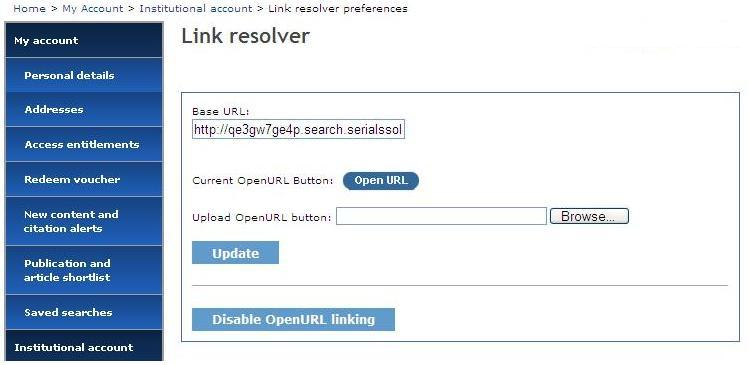 Home > My Account > Institutional account > Link resolver preferences
My account
Personal details
Addresses
Access entitlements
Redeem voucher
New content and
citation alerts
Publication and
article shortlist
Saved searches
Institutional account
Link resolver
Base URL:
http://qe3gw7ge4p.search.serialssol
Current OpenURL Button: Open URL
Upload OpenURL button: Browse...
Update
Disable OpenURL linking